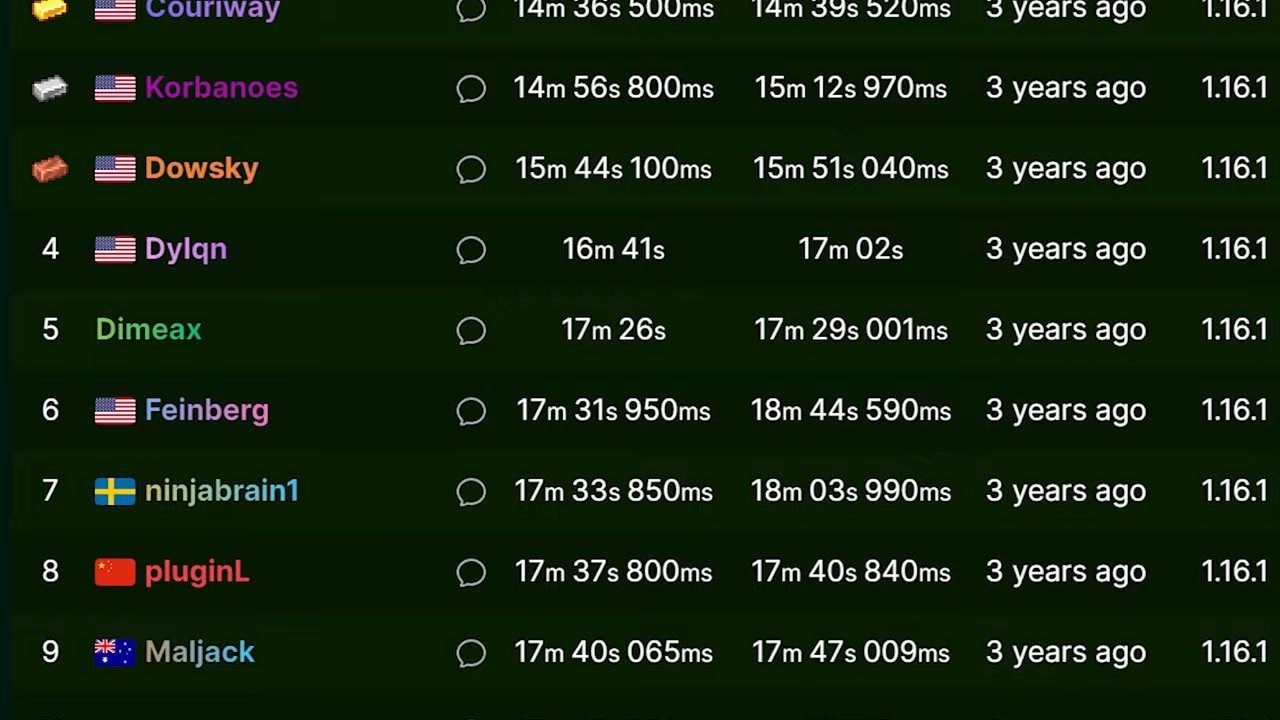 Couriway 14m 36s 500ms 14m 39s 520ms 3 years ago 1.16.1
Korbanoes 14m 56s 800ms 15m 12s 970ms 3 years ago 1.16.1
Dowsky 15m 44s 100ms 15m 51s 040ms 3 years ago 1.16.1
4 Dylqn 16m 41s 17m 02s 3 years ago 1.16.1
5 Dimeax 17m 26s 17m 29s 001ms 3 years ago 1.16.1
6 Feinberg 17m 31s 950ms 18m 44s 590ms 3 years ago 1.16.1
7 ninjabrain1 17m 33s 850ms 18m 03s 990ms 3 years ago 1.16.1
8 pluginL 17m 37s 800ms 17m 40s 840ms 3 years ago 1.16.1
9 Maljack 17m 40s 065ms 17m 47s 009ms 3 years ago 1.16.1